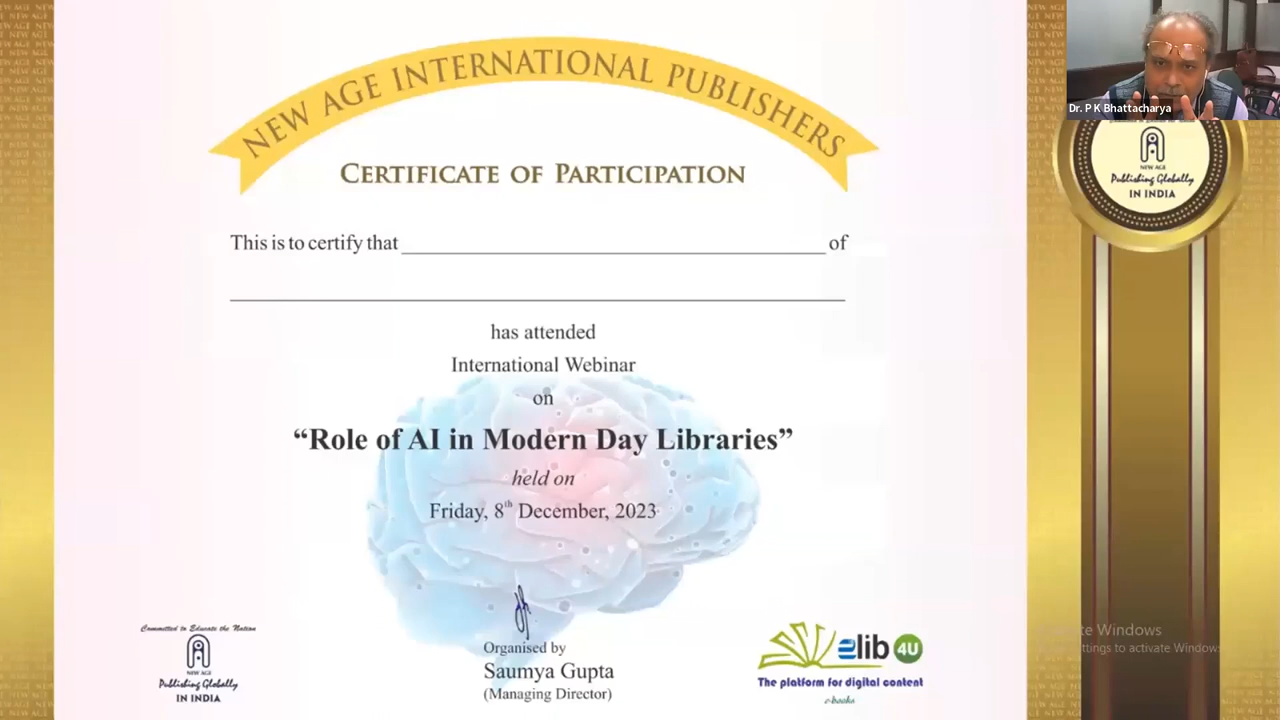 NEW AGE INTERNATIONAL PUBLISHERS
CERTIFICATE OF PARTICIPATION
This is to certify that of
has attended
International Webinar
on
“Role of AI in Modern Day Libraries”
held on
Friday, 8th December, 2023
Organised by
Saumya Gupta
(Managing Director)
Committed to Educate the Nation
NEW AGE
Publishing Globally
IN INDIA
elib 4U
The platform for digital content
e-books
Dr. P K Bhattacharya
NEW AGE
Publishing Globally
IN INDIA
te Windows
ttings to activate Windows